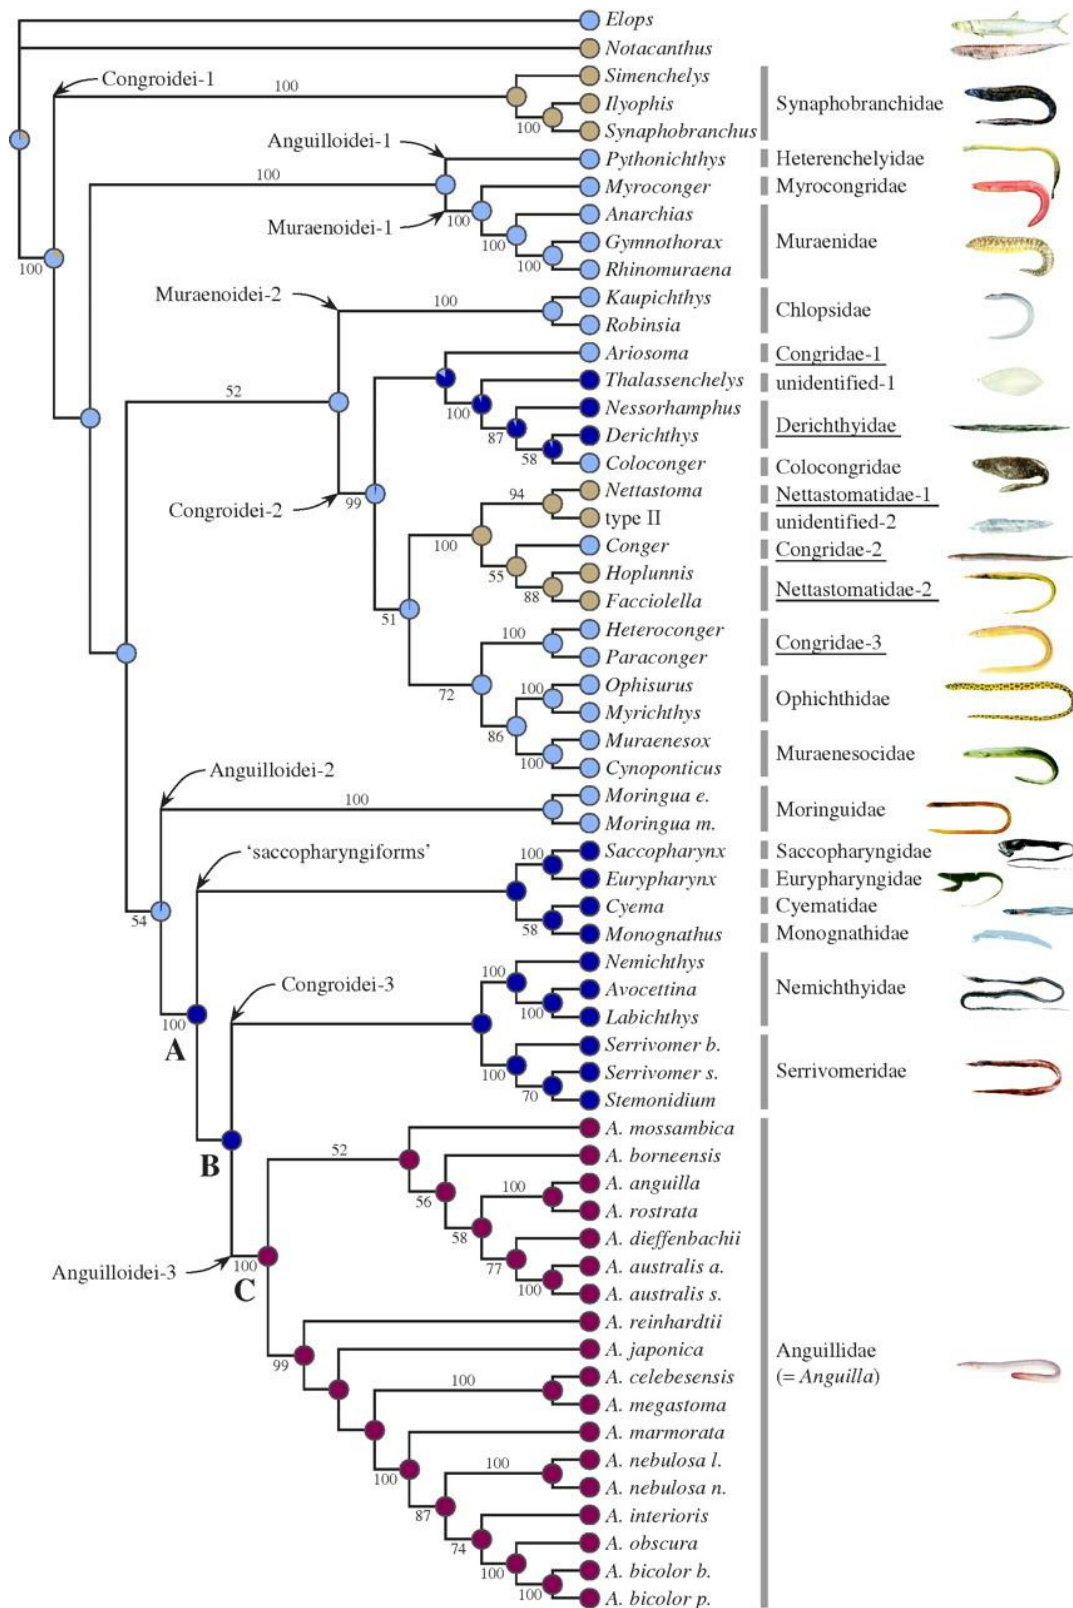 Elops
Notacanthus
Congroidei-1
100
Simenchelys
Ilyophis
100
Synaphobranchus
Synaphobranchidae
Anguilloidei-1
100
Pythonichthys
Heterenchelyidae
Myroconger
Myrocongridae
Muraenoidei-1
100
Anarchias
100
Gymnothorax
100
Rhinomuraena
Muraenidae
100
Muraenoidei-2
100
Kaupichthys
Robinsia
Chlopsidae
Ariosoma
Congridae-1
Thalassenchelys
unidentified-1
52
100
Nessorhamphus
87
Derichthys
Derichthyidae
58
Coloconger
Colocongridae
Congroidei-2
99
94
Nettastoma
Nettastomatidae-1
type II
unidentified-2
100
Conger
Congridae-2
55
Hoplunnis
88
Facciolella
Nettastomatidae-2
51
100
Heteroconger
Paraconger
Congridae-3
72
100
Ophisurus
Myrichthys
Ophichthidae
86
Muraenesox
100
Cynoponticus
Muraenesocidae
Anguilloidei-2
100
Moringua e.
Moringua m.
Moringuidae
‘saccopharyngiforms’
100
Saccopharynx
Saccopharyngidae
Eurypharynx
Eurypharyngidae
54
Cyema
Cyematidae
58
Monognathus
Monognathidae
Congroidei-3
100
Nemichthys
Avocettina
100
Labichthys
Nemichthyidae
100
A
Serrivomer b.
100
Serrivomer s.
70
Stemonidium
Serrivomeridae
B
52
A. mossambica
A. borneensis
56
100
A. anguilla
A. rostrata
58
A. dieffenbachii
77
A. australis a.
100
A. australis s.
Anguilloidei-3
100
C
A. reinhardtii
99
A. japonica
Anguillidae
(= Anguilla)
100
A. celebesensis
A. megastoma
A. marmorata
100
100
A. nebulosa l.
A. nebulosa n.
87
A. interioris
74
A. obscura
100
A. bicolor b.
100
A. bicolor p.